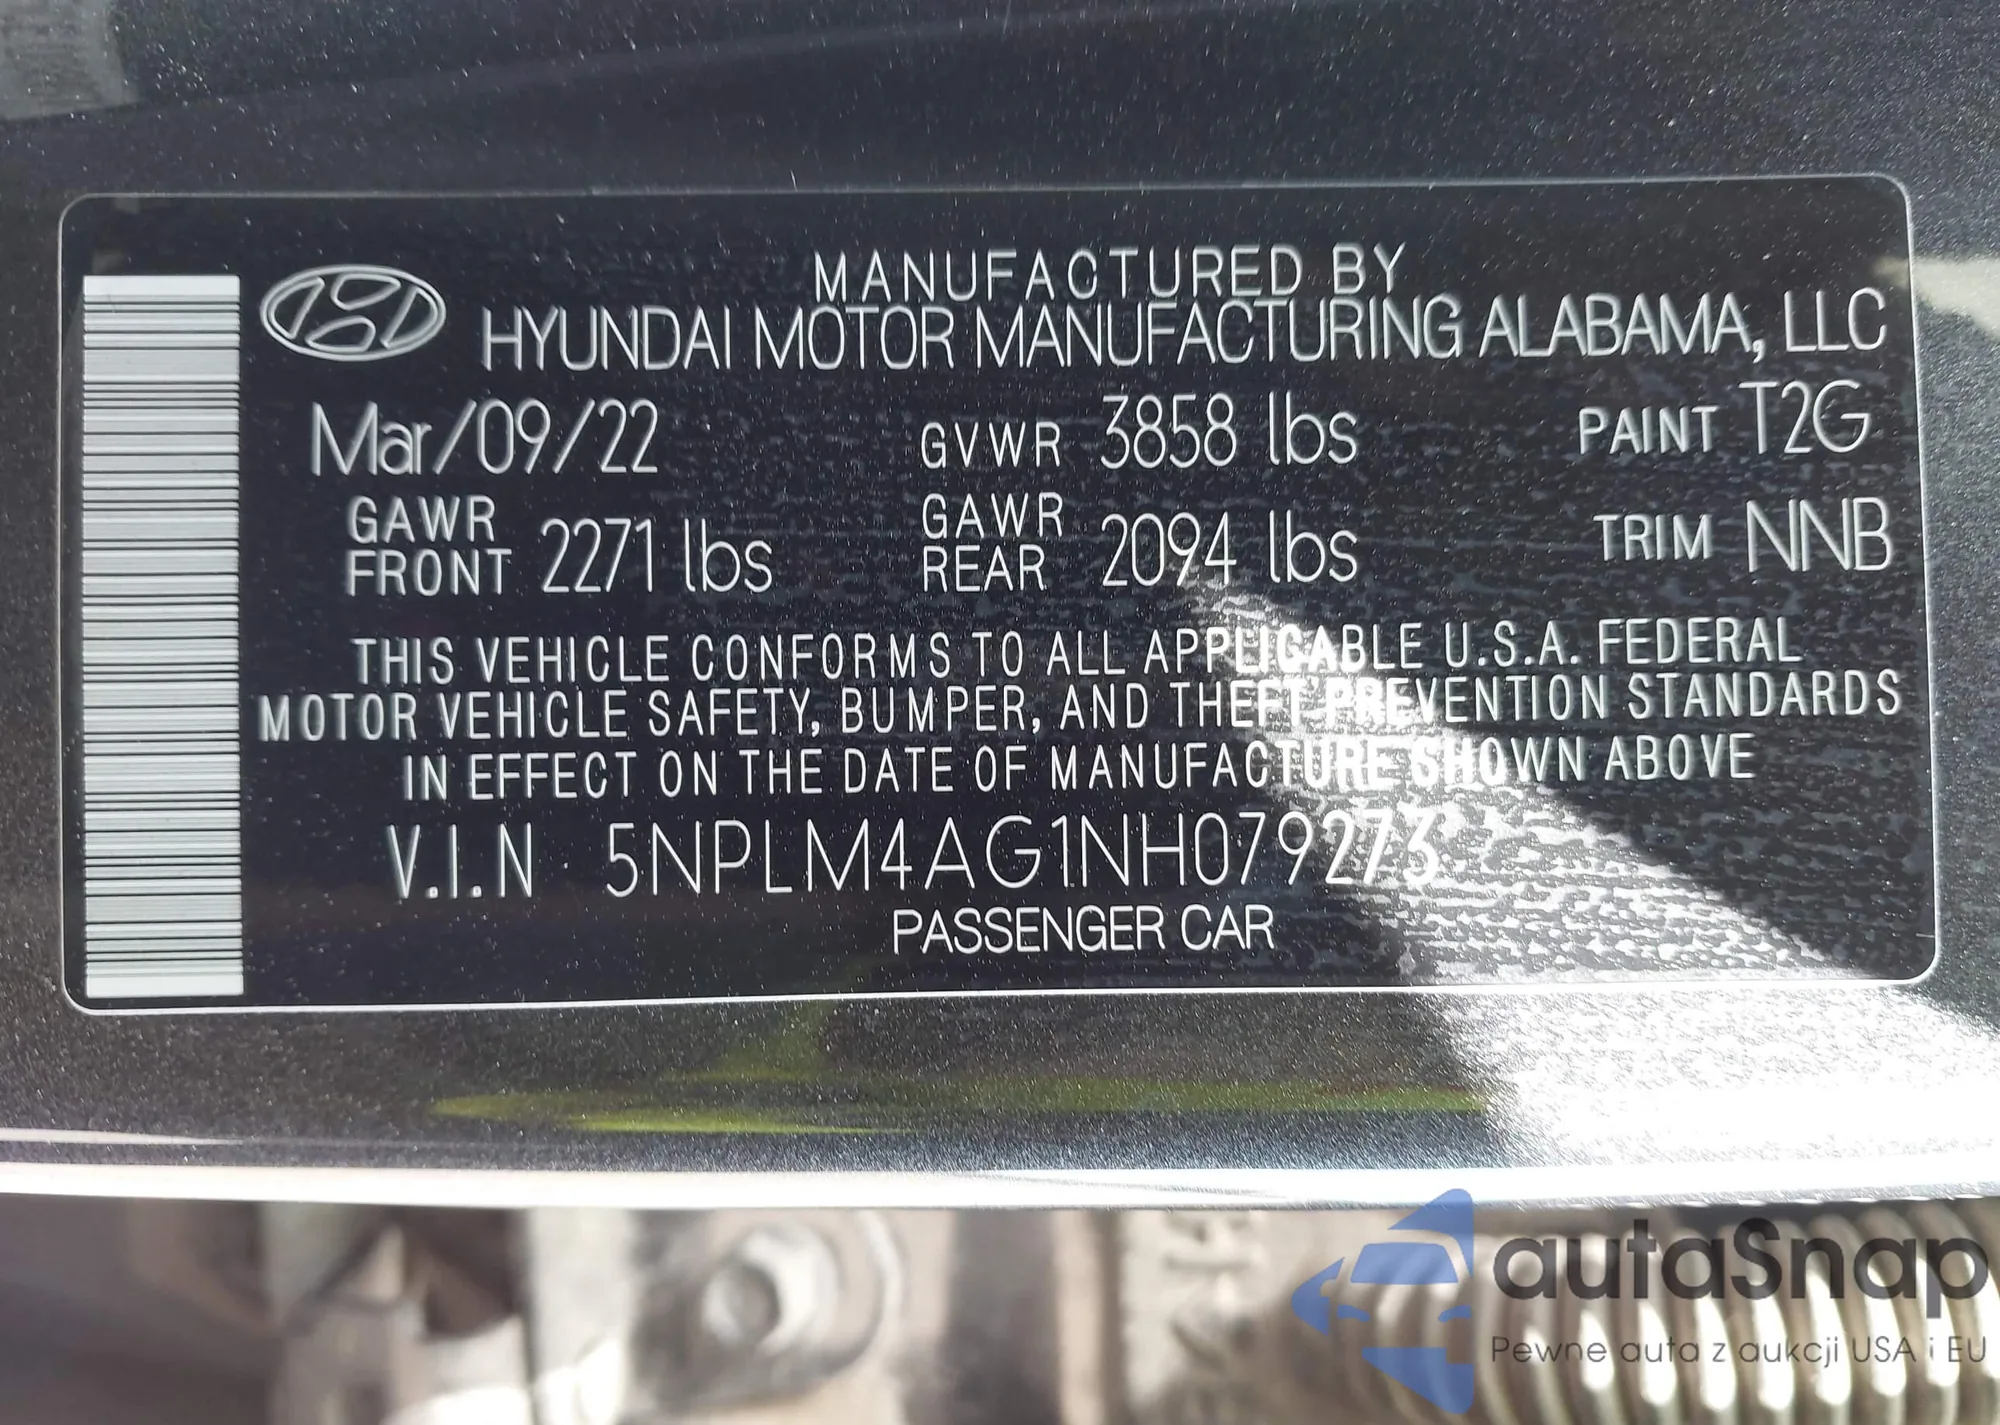 MANUFACTURED BY
HYUNDAI MOTOR MANUFACTURING ALABAMA, LLC
Mar/09/22 GVWR 3858 lbs PAINT T2G
GAWR FRONT 2271 lbs GAWR REAR 2094 lbs TRIM NNB
THIS VEHICLE CONFORMS TO ALL APPLICABLE U.S.A. FEDERAL
MOTOR VEHICLE SAFETY, BUMPER, AND THEFT PREVENTION STANDARDS
IN EFFECT ON THE DATE OF MANUFACTURE SHOWN ABOVE
V.I.N 5NPLM4AG1NH079273
PASSENGER CAR
autaSnap
Pewne auta z aukcji USA i EU